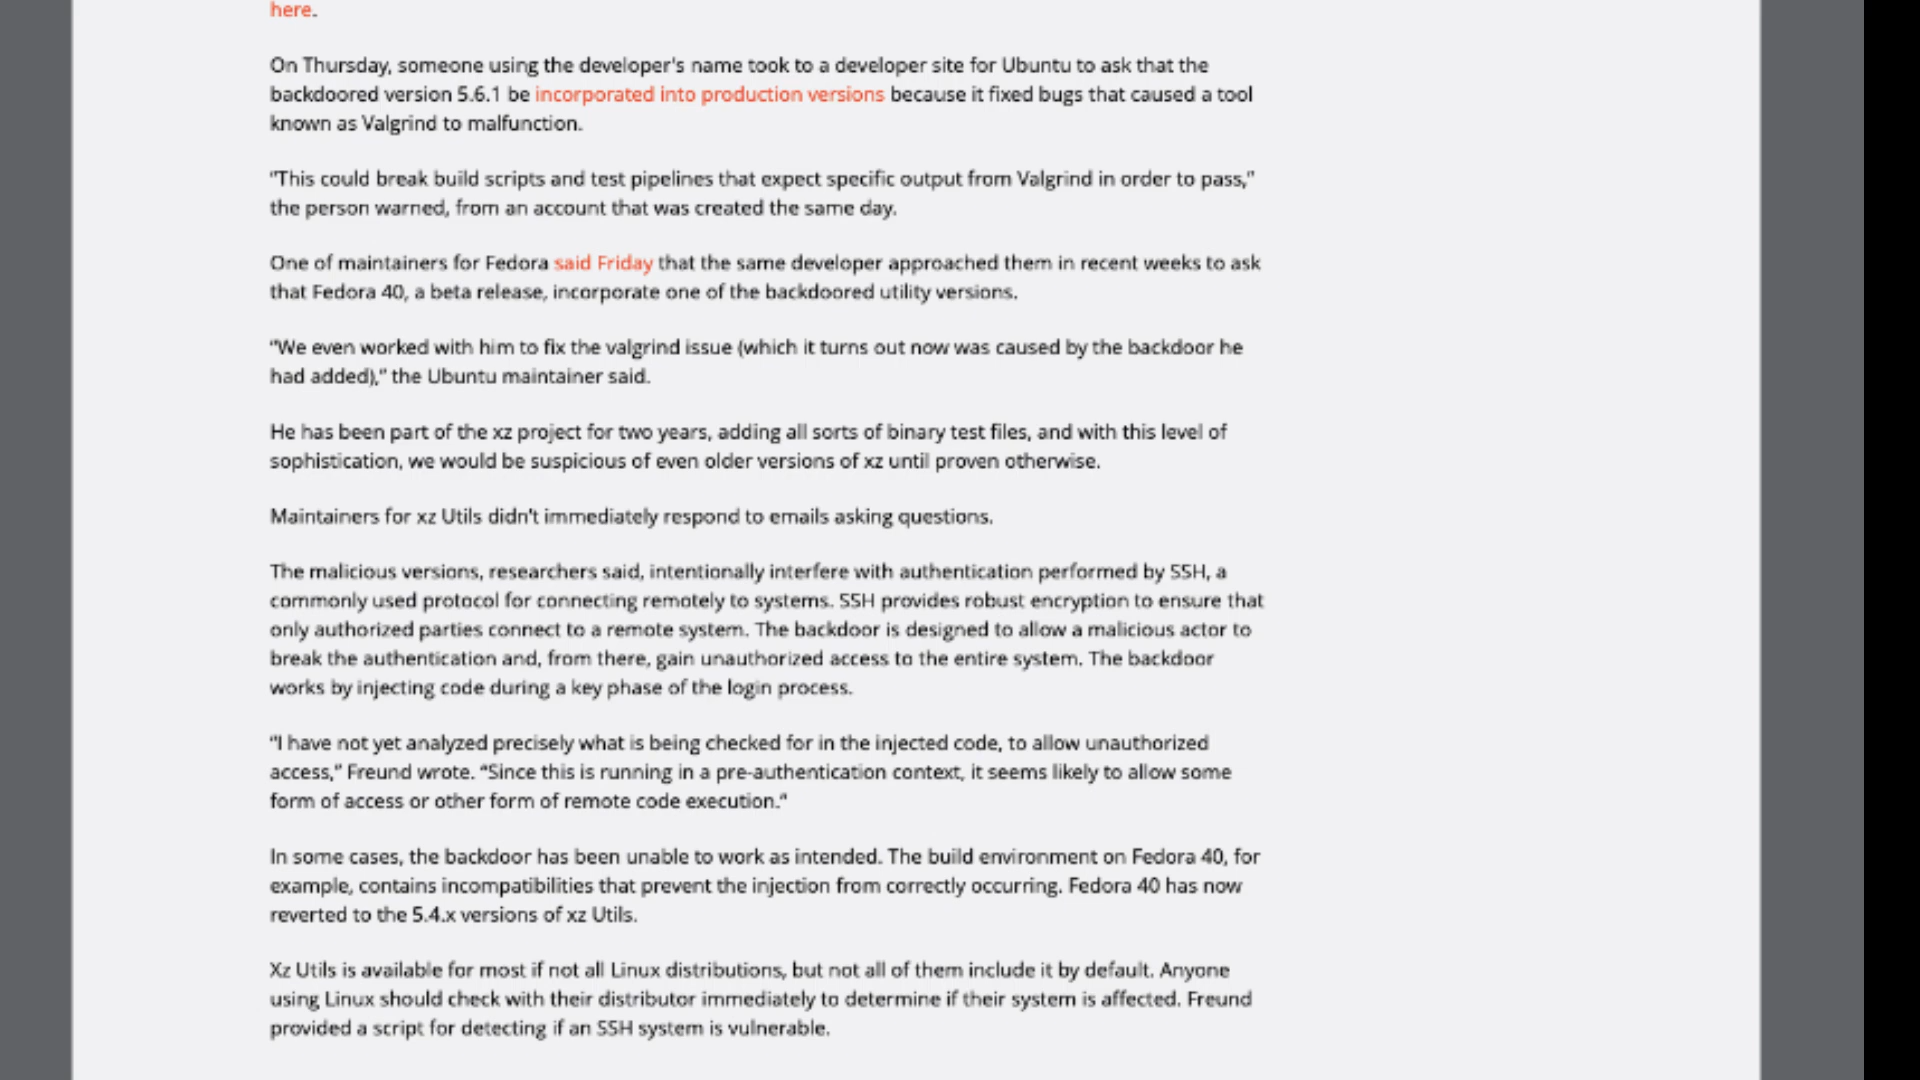 here.
On Thursday, someone using the developer's name took to a developer site for Ubuntu to ask that the
backdoored version 5.6.1 be incorporated into production versions because it fixed bugs that caused a tool
known as Valgrind to malfunction.
"This could break build scripts and test pipelines that expect specific output from Valgrind in order to pass,"
the person warned, from an account that was created the same day.
One of maintainers for Fedora said Friday that the same developer approached them in recent weeks to ask
that Fedora 40, a beta release, incorporate one of the backdoored utility versions.
"We even worked with him to fix the valgrind issue (which it turns out now was caused by the backdoor he
had added)," the Ubuntu maintainer said.
He has been part of the xz project for two years, adding all sorts of binary test files, and with this level of
sophistication, we would be suspicious of even older versions of xz until proven otherwise.
Maintainers for xz Utils didn't immediately respond to emails asking questions.
The malicious versions, researchers said, intentionally interfere with authentication performed by SSH, a
commonly used protocol for connecting remotely to systems. SSH provides robust encryption to ensure that
only authorized parties connect to a remote system. The backdoor is designed to allow a malicious actor to
break the authentication and, from there, gain unauthorized access to the entire system. The backdoor
works by injecting code during a key phase of the login process.
"I have not yet analyzed precisely what is being checked for in the injected code, to allow unauthorized
access," Freund wrote. "Since this is running in a pre-authentication context, it seems likely to allow some
form of access or other form of remote code execution."
In some cases, the backdoor has been unable to work as intended. The build environment on Fedora 40, for
example, contains incompatibilities that prevent the injection from correctly occurring. Fedora 40 has now
reverted to the 5.4.x versions of xz Utils.
Xz Utils is available for most if not all Linux distributions, but not all of them include it by default. Anyone
using Linux should check with their distributor immediately to determine if their system is affected. Freund
provided a script for detecting if an SSH system is vulnerable.